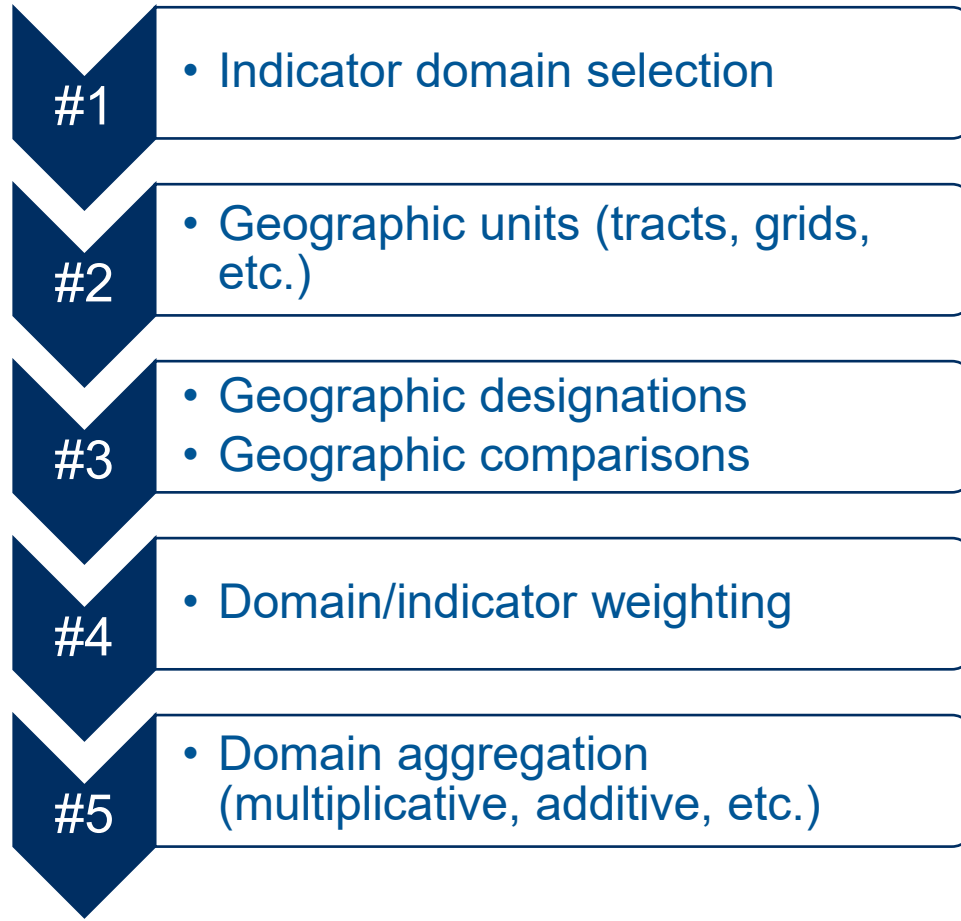 #1
• Indicator domain selection
#2
• Geographic units (tracts, grids,
etc.)
#3
• Geographic designations
• Geographic comparisons
#4
• Domain/indicator weighting
#5
• Domain aggregation
(multiplicative, additive, etc.)